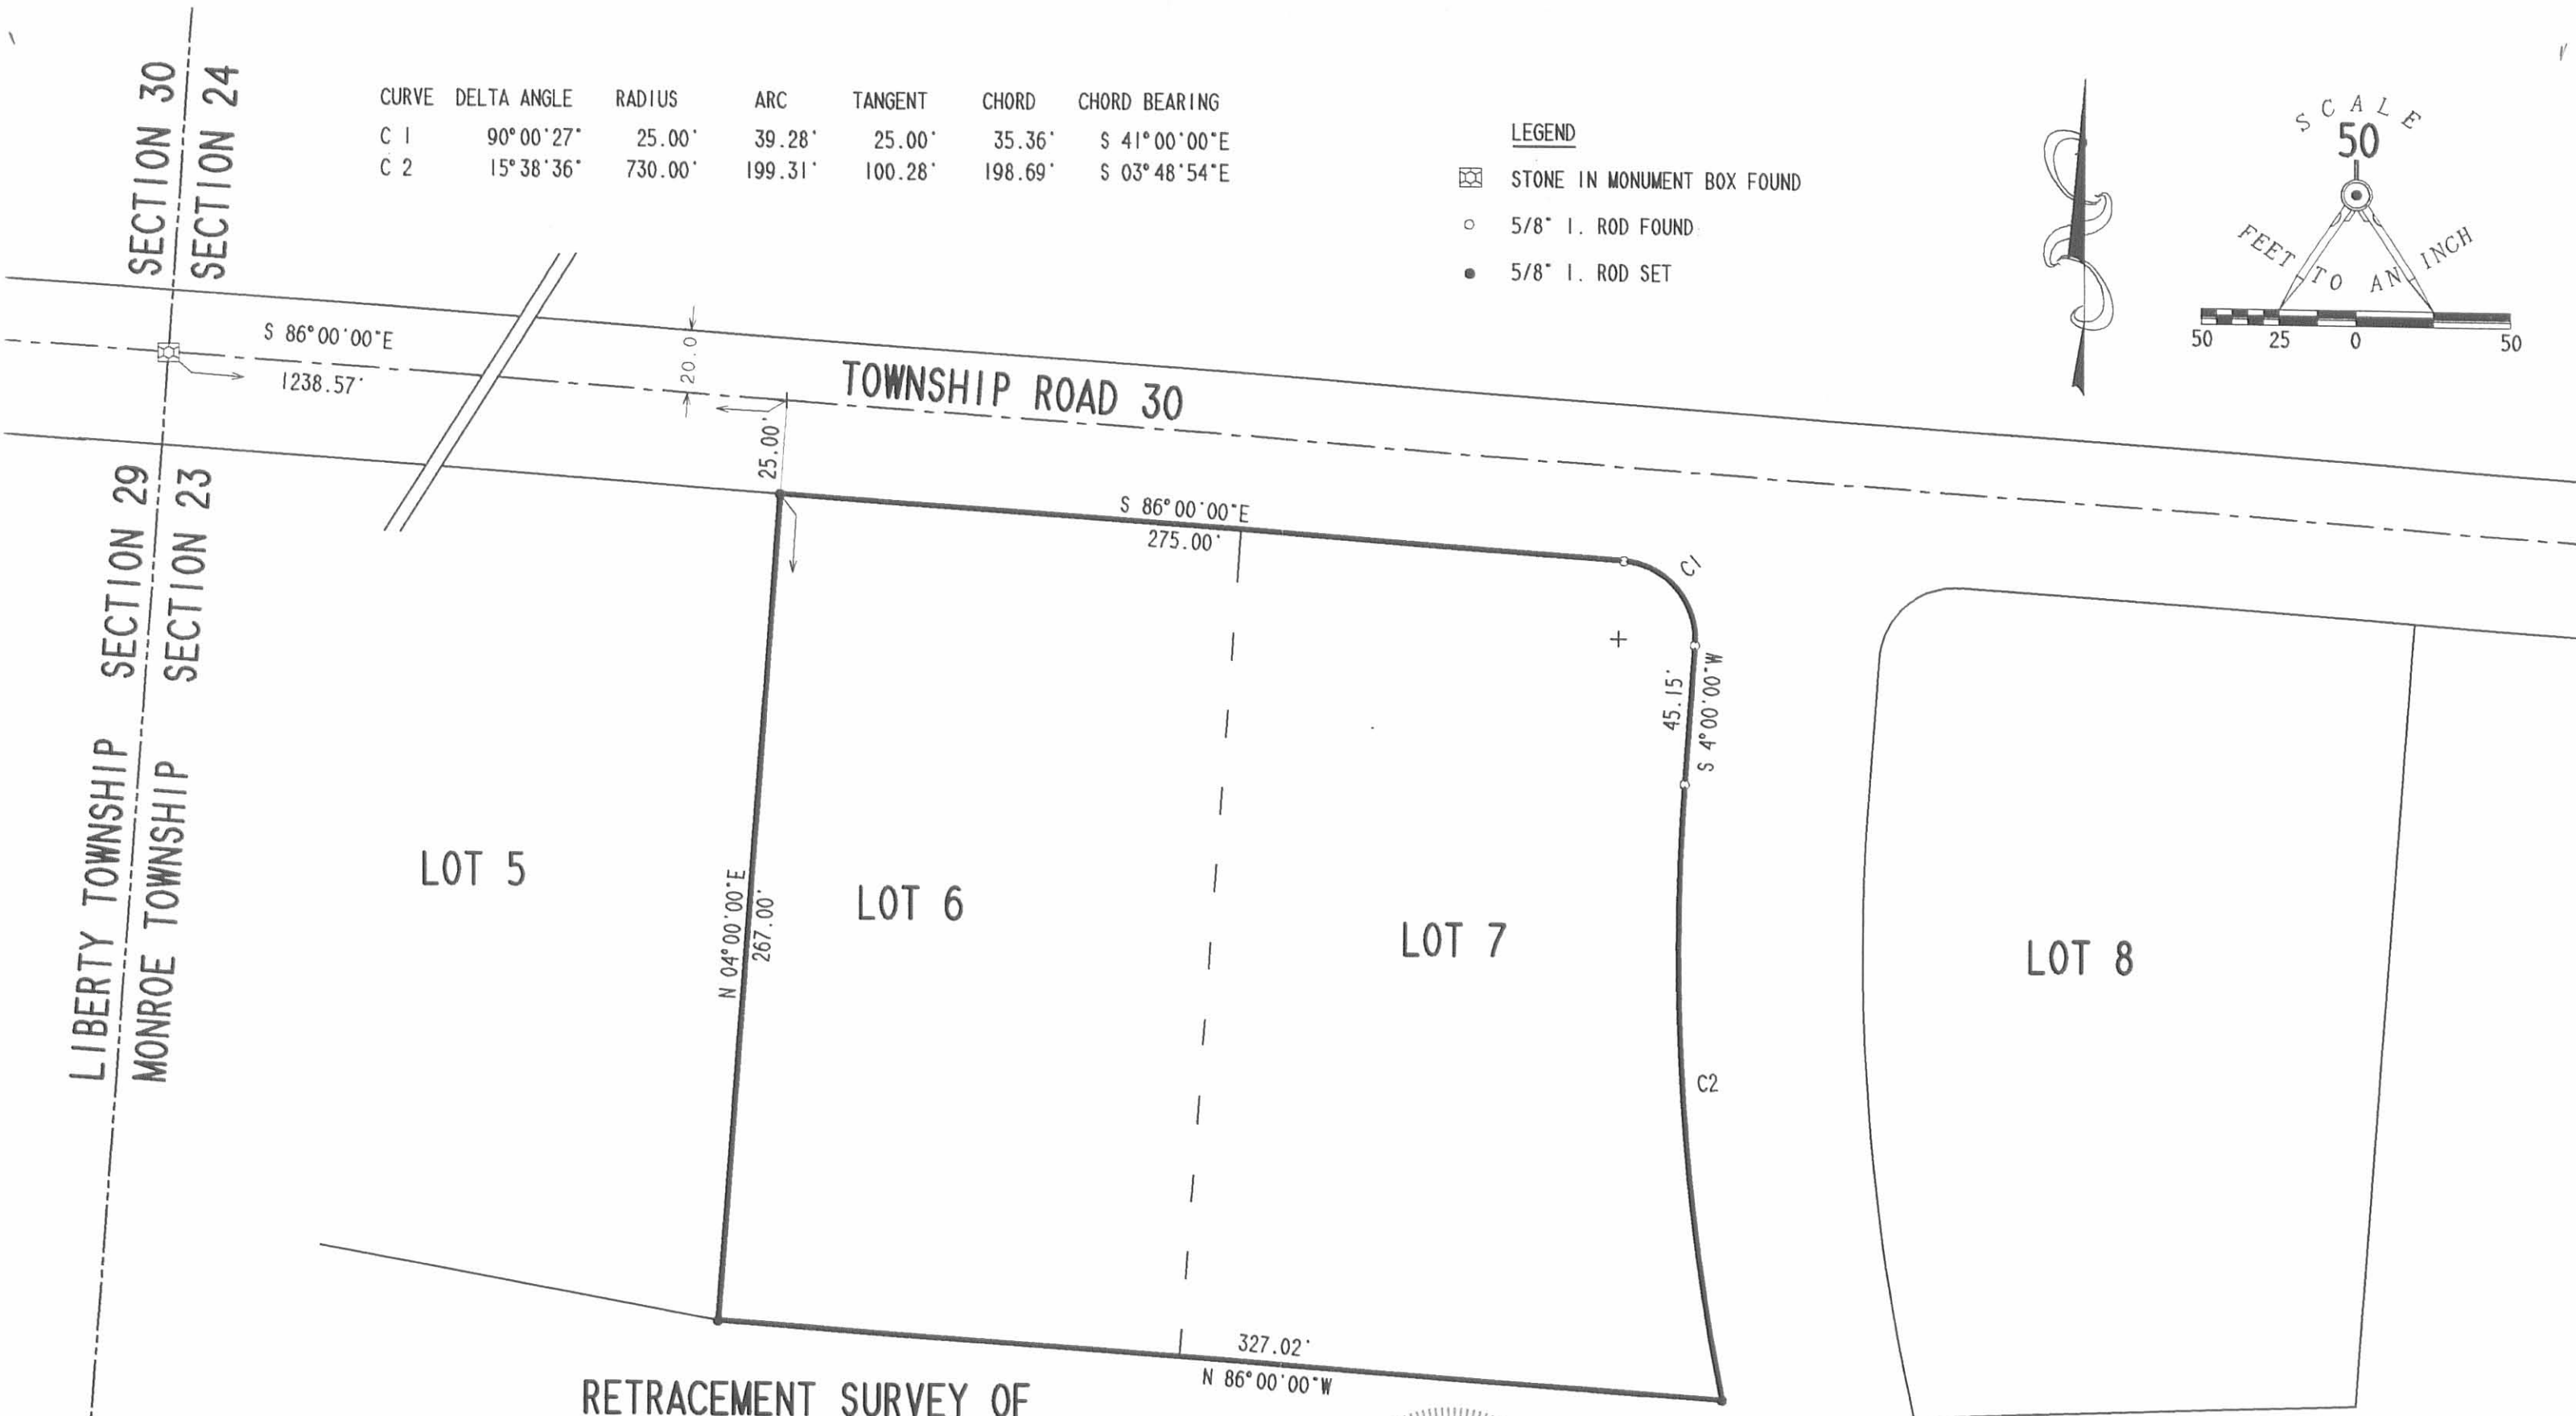 SECTION 30
SECTION 24
CURVE DELTA ANGLE RADIUS ARC TANGENT CHORD CHORD BEARING
C 1 90°00'27" 25.00' 39.28' 25.00' 35.36' S 41°00'00"E
C 2 15°38'36" 730.00' 199.31' 100.28' 198.69' S 03°48'54"E
LEGEND
STONE IN MONUMENT BOX FOUND
5/8" I. ROD FOUND
5/8" I. ROD SET
SCALE
50
FEET TO AN INCH
50 25 0 50
S 86°00'00"E
1238.57'
20.0
TOWNSHIP ROAD 30
25.00'
LIBERTY TOWNSHIP SECTION 29
MONROE TOWNSHIP SECTION 23
S 86°00'00"E
275.00'
C1
45.15'
S 4°00'00"W
LOT 5
N 04°00'00"E
267.00'
LOT 6
LOT 7
LOT 8
C2
327.02'
N 86°00'00"W
RETRACEMENT SURVEY OF